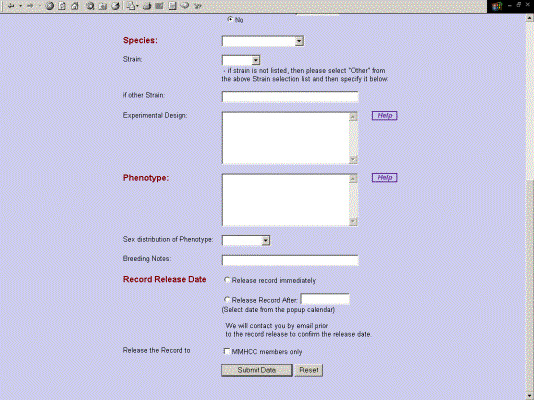 No
Species:
Strain:
- if strain is not listed, then please select "Other" from
the above Strain selection list and then specify it below.
if other Strain:
Experimental Design:
Help
Phenotype:
Help
Sex distribution of Phenotype:
Breeding Notes:
Record Release Date
Release record immediately
Release Record After:
(Select date from the popup calendar)
We will contact you by email prior
to the record release to confirm the release date.
Release the Record to
MMHCC members only
Submit Data
Reset